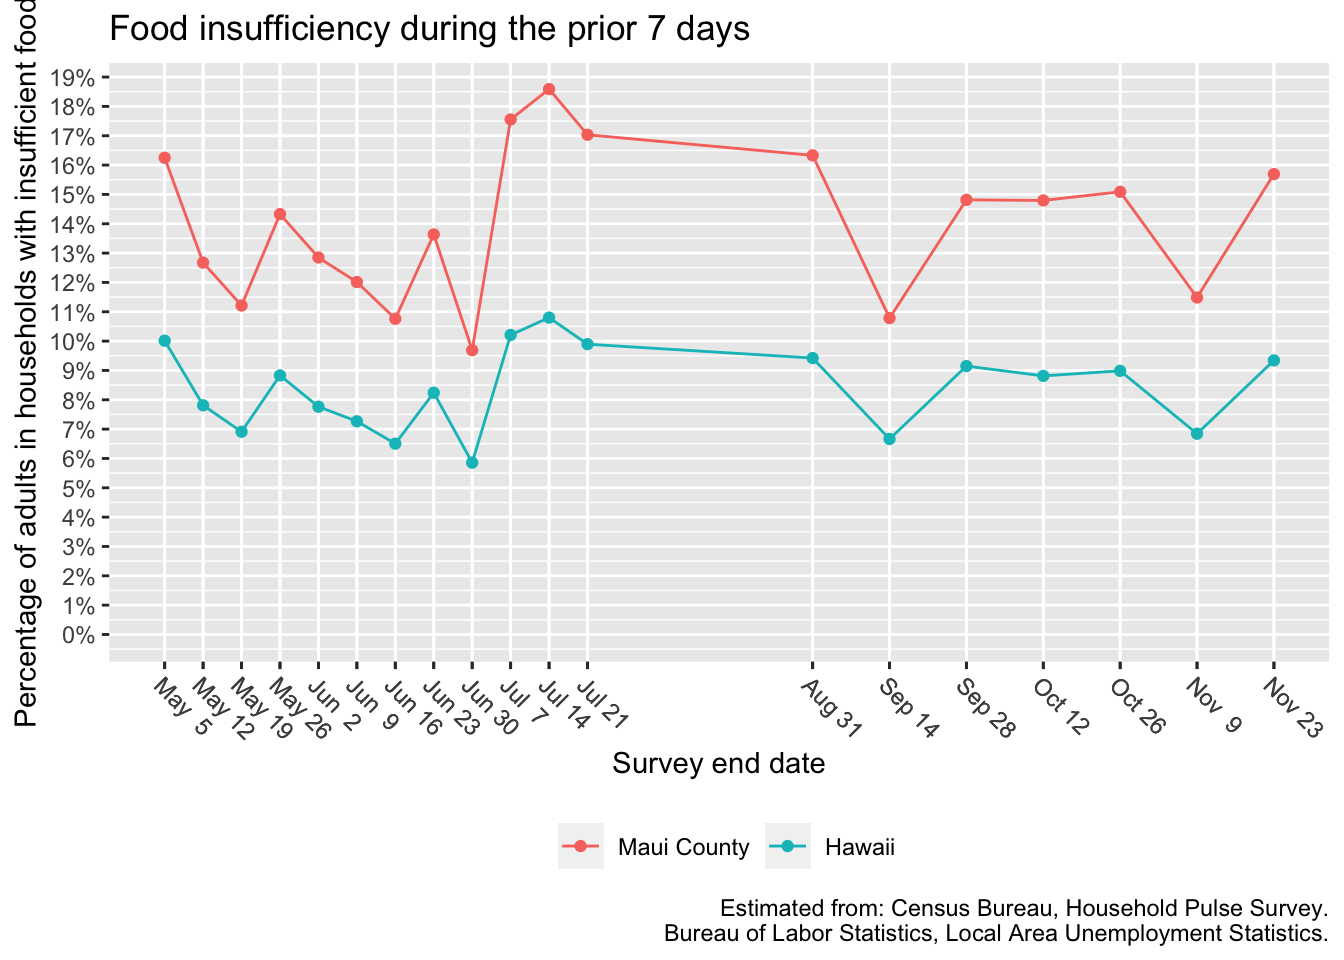 Food insufficiency during the prior 7 days
Percentage of adults in households with insufficient food
19%
18%
17%
16%
15%
14%
13%
12%
11%
10%
9%
8%
7%
6%
5%
4%
3%
2%
1%
0%
May 5
May 12
May 19
May 26
Jun 2
Jun 9
Jun 16
Jun 23
Jun 30
Jul 7
Jul 14
Jul 21
Aug 31
Sep 14
Sep 28
Oct 12
Oct 26
Nov 9
Nov 23
Survey end date
Maui County
Hawaii
Estimated from: Census Bureau, Household Pulse Survey.
Bureau of Labor Statistics, Local Area Unemployment Statistics.